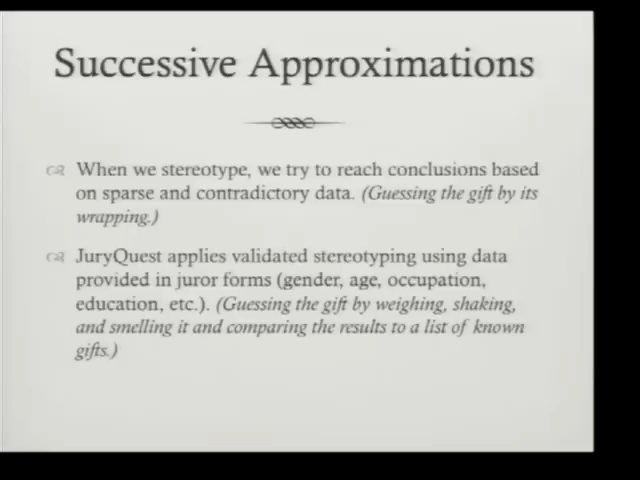 Successive Approximations
When we stereotype, we try to reach conclusions based
on sparse and contradictory data. (Guessing the gift by its
wrapping.)
JuryQuest applies validated stereotyping using data
provided in juror forms (gender, age, occupation,
education, etc.). (Guessing the gift by weighing, shaking,
and smelling it and comparing the results to a list of known
gifts.)